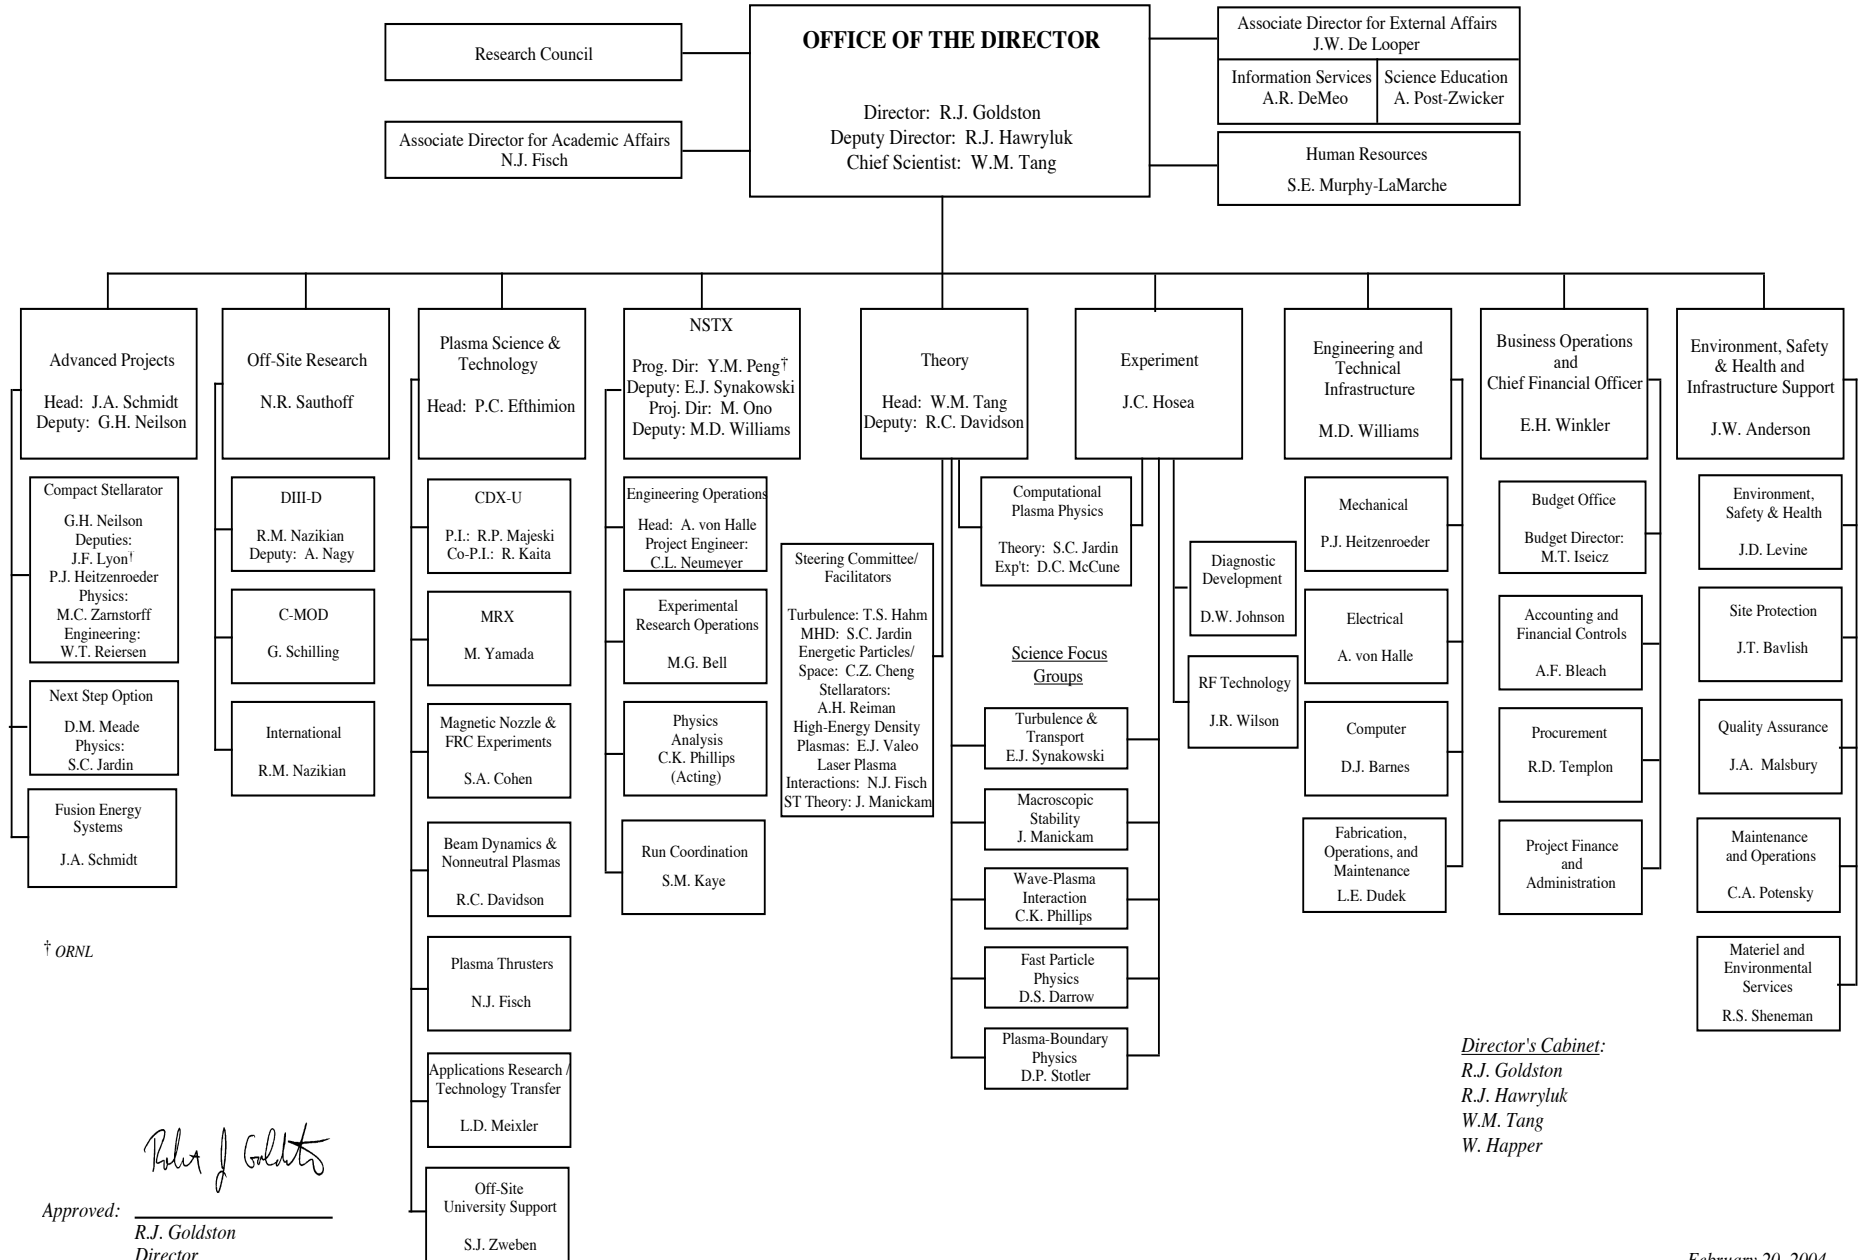 OFFICE OF THE DIRECTOR
Director: R.J. Goldston
Deputy Director: R.J. Hawryluk
Chief Scientist: W.M. Tang
Research Council
Associate Director for Academic Affairs
N.J. Fisch
Associate Director for External Affairs
J.W. De Looper
Information Services
A.R. DeMeo
Science Education
A. Post-Zwicker
Human Resources
S.E. Murphy-LaMarche
Advanced Projects
Head: J.A. Schmidt
Deputy: G.H. Neilson
Compact Stellarator
G.H. Neilson
Deputies:
J.F. Lyon†
P.J. Heitzenroeder
Physics:
M.C. Zarnstorff
Engineering:
W.T. Reiersen
Next Step Option
D.M. Meade
Physics:
S.C. Jardin
Fusion Energy
Systems
J.A. Schmidt
† ORNL
Off-Site Research
N.R. Sauthoff
DIII-D
R.M. Nazikian
Deputy: A. Nagy
C-MOD
G. Schilling
International
R.M. Nazikian
Plasma Science &
Technology
Head: P.C. Efthimion
CDX-U
P.I.: R.P. Majeski
Co-P.I.: R. Kaita
MRX
M. Yamada
Magnetic Nozzle &
FRC Experiments
S.A. Cohen
Beam Dynamics &
Nonneutral Plasmas
R.C. Davidson
Plasma Thrusters
N.J. Fisch
Applications Research /
Technology Transfer
L.D. Meixler
Off-Site
University Support
S.J. Zweben
NSTX
Prog. Dir: Y.M. Peng†
Deputy: E.J. Synakowski
Proj. Dir: M. Ono
Deputy: M.D. Williams
Engineering Operations
Head: A. von Halle
Project Engineer:
C.L. Neumeyer
Experimental
Research Operations
M.G. Bell
Physics
Analysis
C.K. Phillips
(Acting)
Run Coordination
S.M. Kaye
Theory
Head: W.M. Tang
Deputy: R.C. Davidson
Steering Committee/
Facilitators
Turbulence: T.S. Hahm
MHD: S.C. Jardin
Energetic Particles/
Space: C.Z. Cheng
Stellarators:
A.H. Reiman
High-Energy Density
Plasmas: E.J. Valeo
Laser Plasma
Interactions: N.J. Fisch
ST Theory: J. Manickam
Computational
Plasma Physics
Theory: S.C. Jardin
Exp't: D.C. McCune
Science Focus
Groups
Turbulence &
Transport
E.J. Synakowski
Macroscopic
Stability
J. Manickam
Wave-Plasma
Interaction
C.K. Phillips
Fast Particle
Physics
D.S. Darrow
Plasma-Boundary
Physics
D.P. Stotler
Experiment
J.C. Hosea
Diagnostic
Development
D.W. Johnson
RF Technology
J.R. Wilson
Engineering and
Technical
Infrastructure
M.D. Williams
Mechanical
P.J. Heitzenroeder
Electrical
A. von Halle
Computer
D.J. Barnes
Fabrication,
Operations, and
Maintenance
L.E. Dudek
Business Operations
and
Chief Financial Officer
E.H. Winkler
Budget Office
Budget Director:
M.T. Iseicz
Accounting and
Financial Controls
A.F. Bleach
Procurement
R.D. Templon
Project Finance
and
Administration
Environment, Safety
& Health and
Infrastructure Support
J.W. Anderson
Environment,
Safety & Health
J.D. Levine
Site Protection
J.T. Bavlish
Quality Assurance
J.A. Malsbury
Maintenance
and Operations
C.A. Potensky
Materiel and
Environmental
Services
R.S. Sheneman
Director's Cabinet:
R.J. Goldston
R.J. Hawryluk
W.M. Tang
W. Happer
Robert J Goldston
Approved:
R.J. Goldston
Director
February 20, 2004